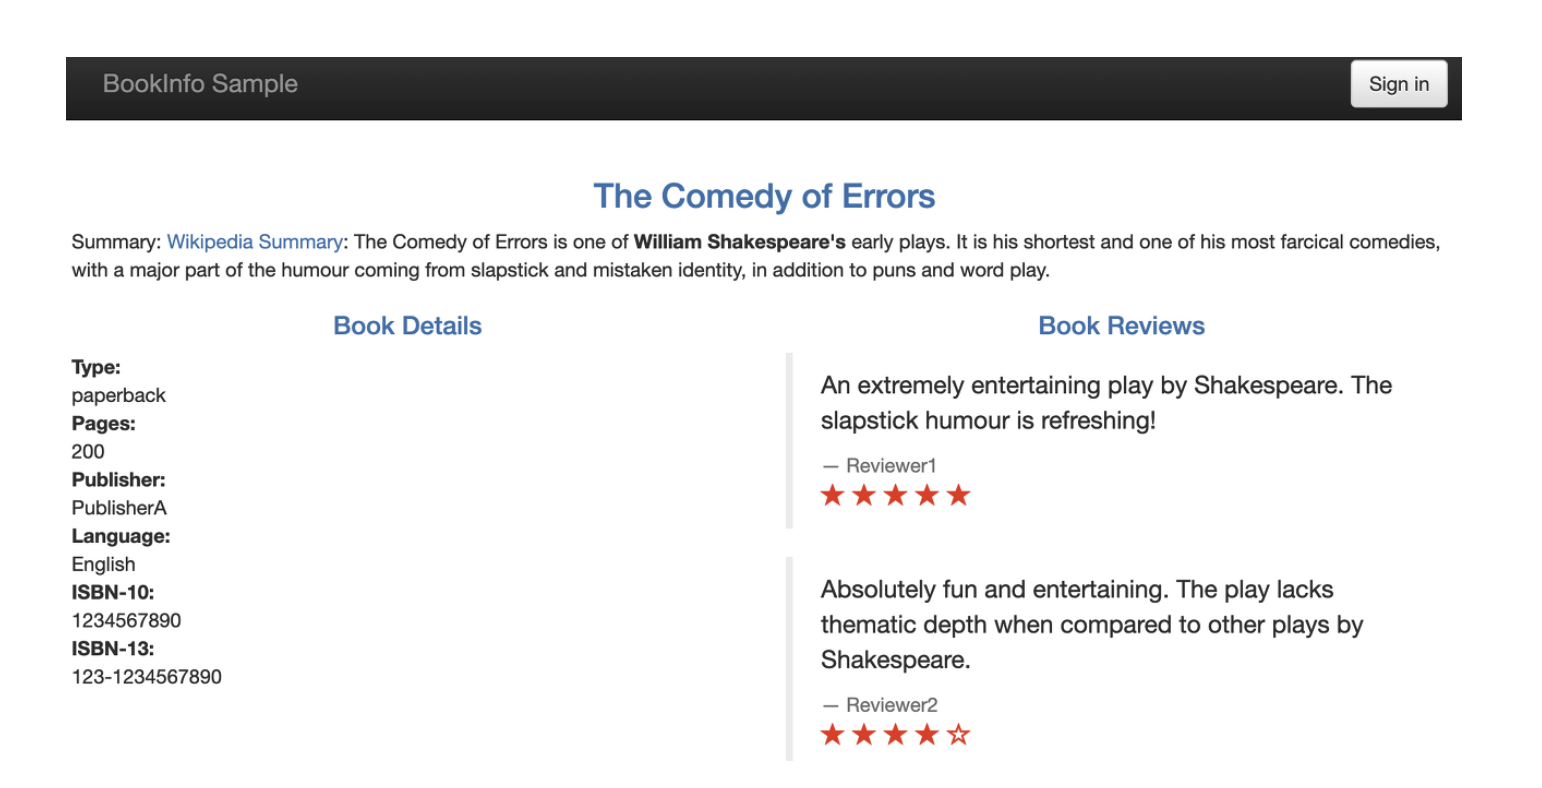 BookInfo Sample
Sign in
The Comedy of Errors
Summary: Wikipedia Summary: The Comedy of Errors is one of William Shakespeare's early plays. It is his shortest and one of his most farcical comedies,
with a major part of the humour coming from slapstick and mistaken identity, in addition to puns and word play.
Book Details
Type:
paperback
Pages:
200
Publisher:
PublisherA
Language:
English
ISBN-10:
1234567890
ISBN-13:
123-1234567890
Book Reviews
An extremely entertaining play by Shakespeare. The
slapstick humour is refreshing!
— Reviewer1
Absolutely fun and entertaining. The play lacks
thematic depth when compared to other plays by
Shakespeare.
— Reviewer2